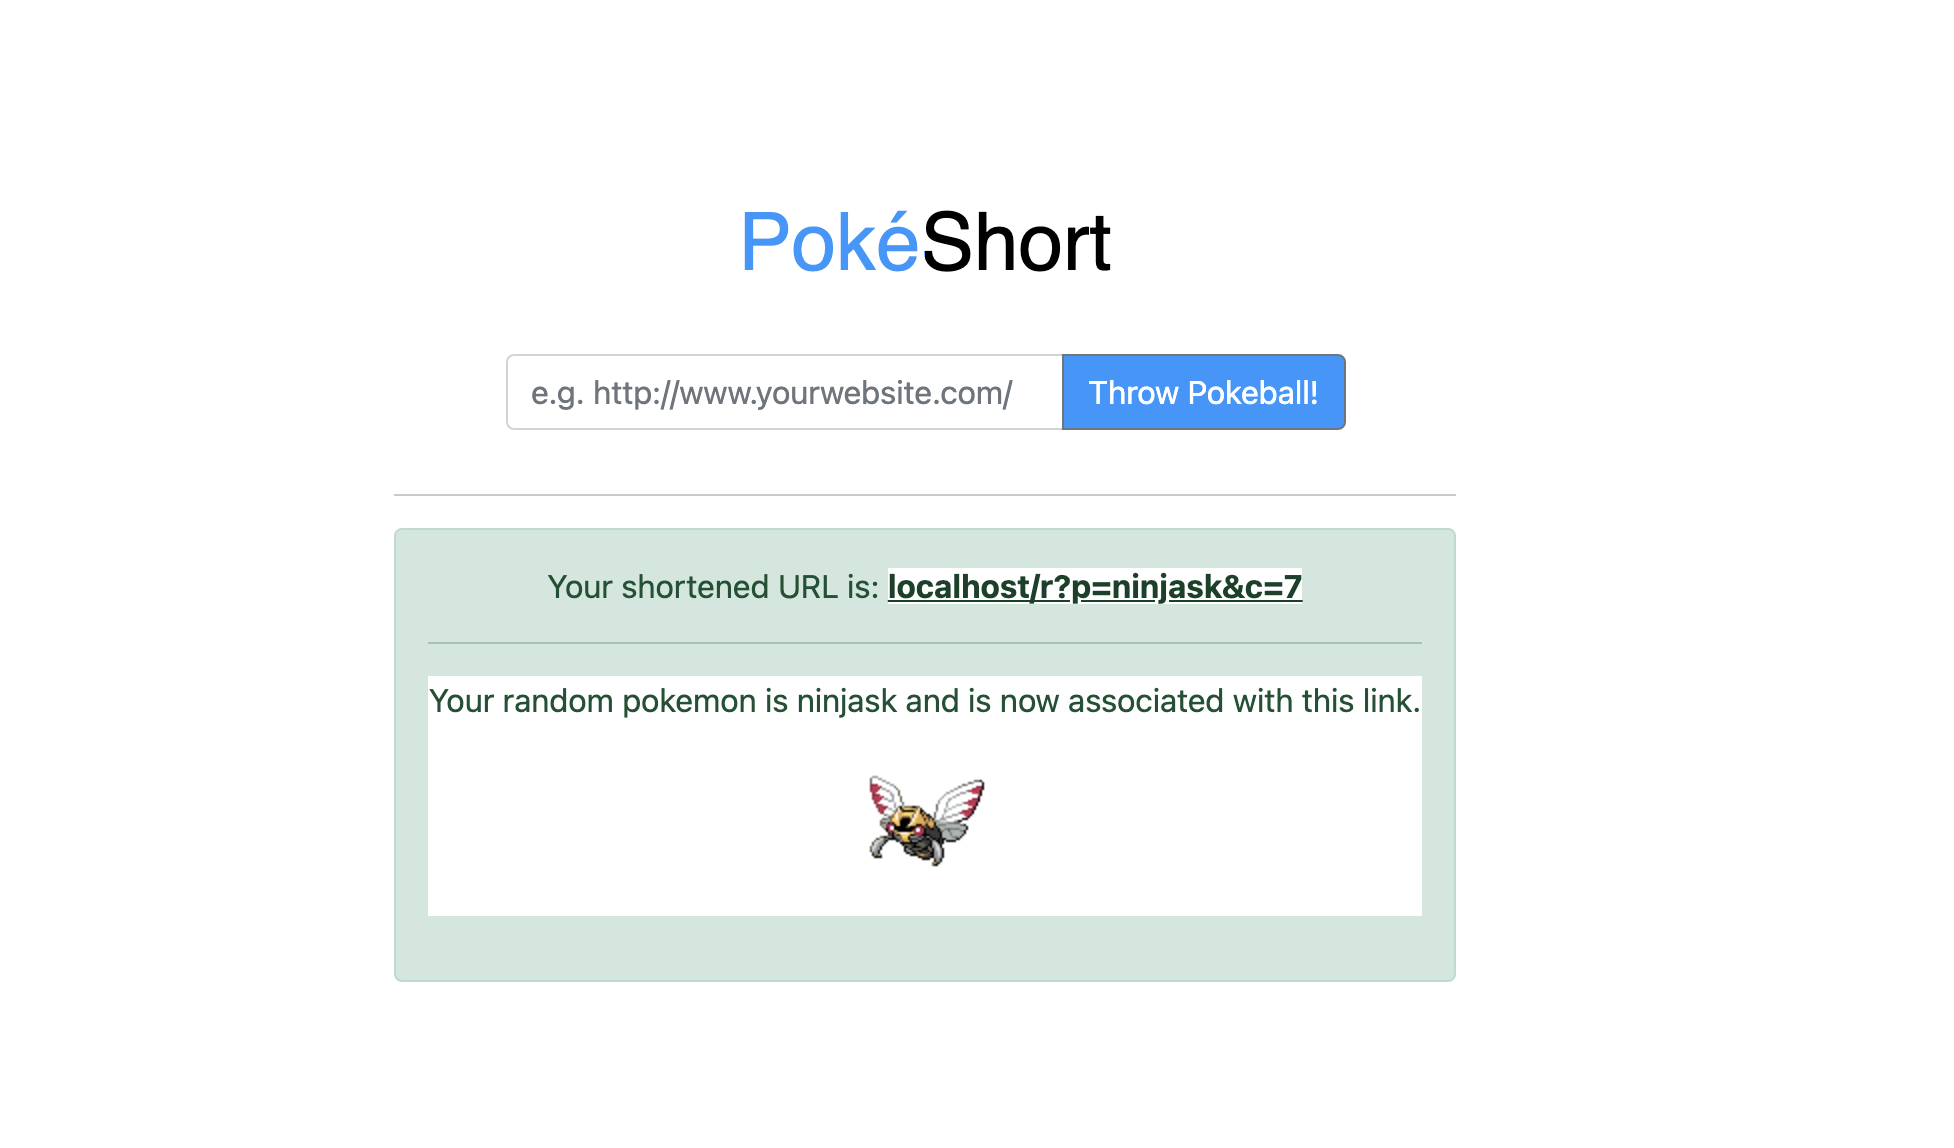 PokéShort
e.g. http://www.yourwebsite.com/ Throw Pokeball!
Your shortened URL is: localhost/r?p=ninjask&c=7
Your random pokemon is ninjask and is now associated with this link.